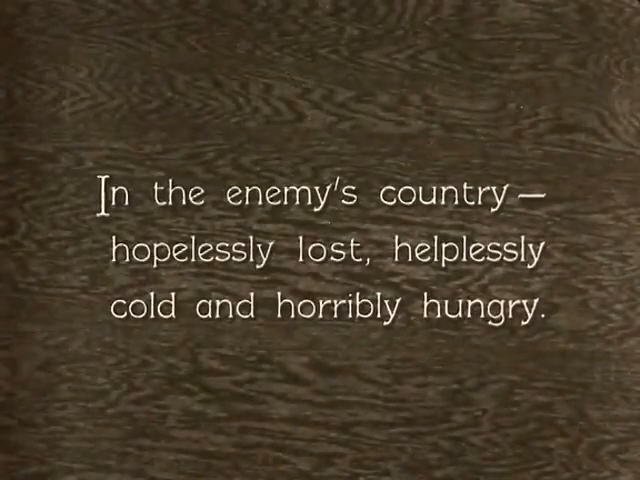 In the enemy's country —
hopelessly lost, helplessly
cold and horribly hungry.